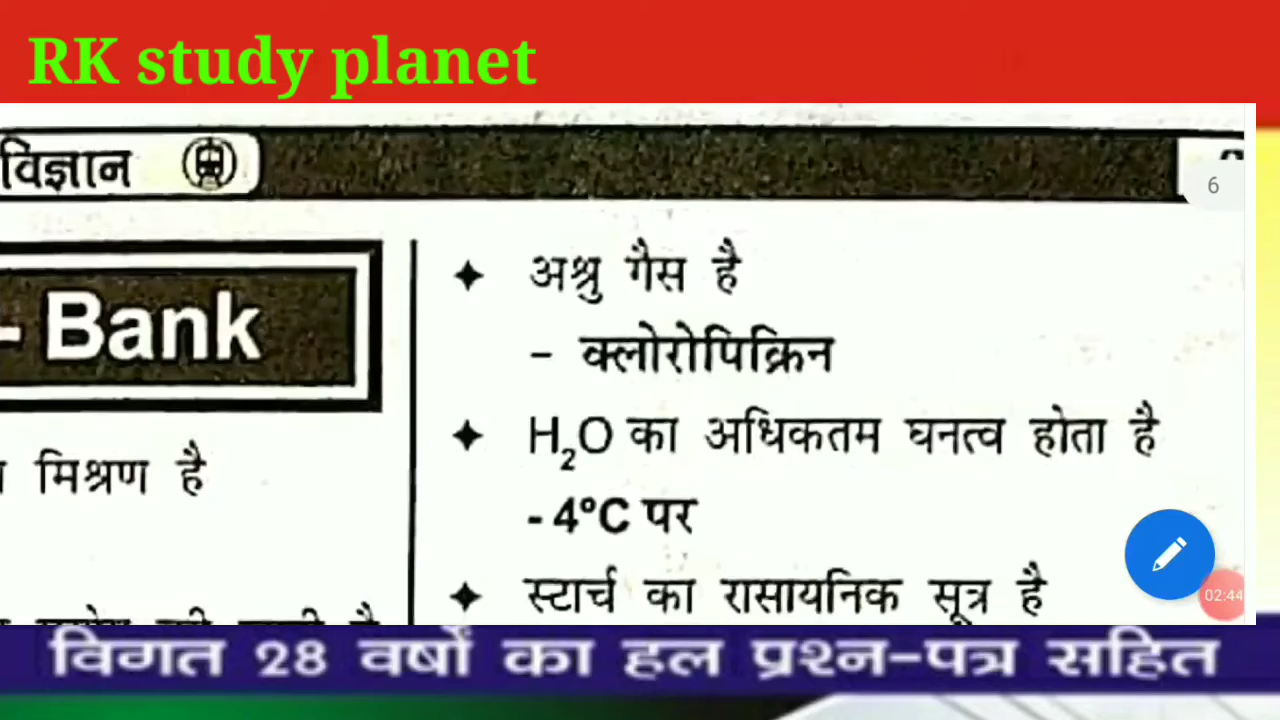 RK study planet
विज्ञान
6
- Bank
मिश्रण है
✦ अश्रु गैस है
- क्लोरोपिक्रिन
✦ H₂O का अधिकतम घनत्व होता है
- 4°C पर
✦ स्टार्च का रासायनिक सूत्र है
02:44
विगत 28 वर्षों का हल प्रश्न-पत्र सहित